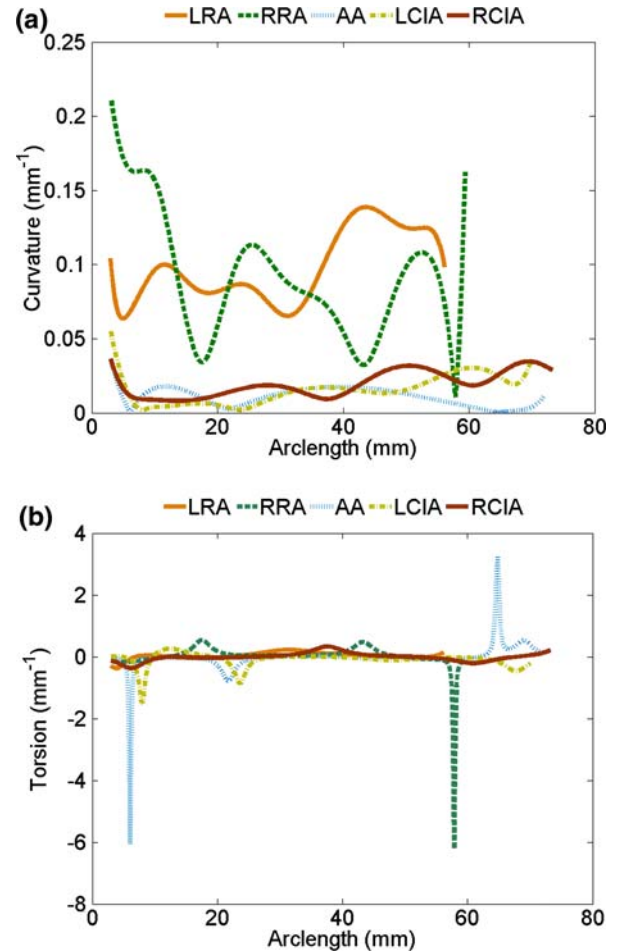 (a) LRA RRA AA LCIA RCIA
0.25
0.2
0.15
0.1
0.05
0
Curvature (mm-1)
0 20 40 60 80
Arclength (mm)
(b) LRA RRA AA LCIA RCIA
4
2
0
-2
-4
-6
-8
Torsion (mm-1)
0 20 40 60 80
Arclength (mm)